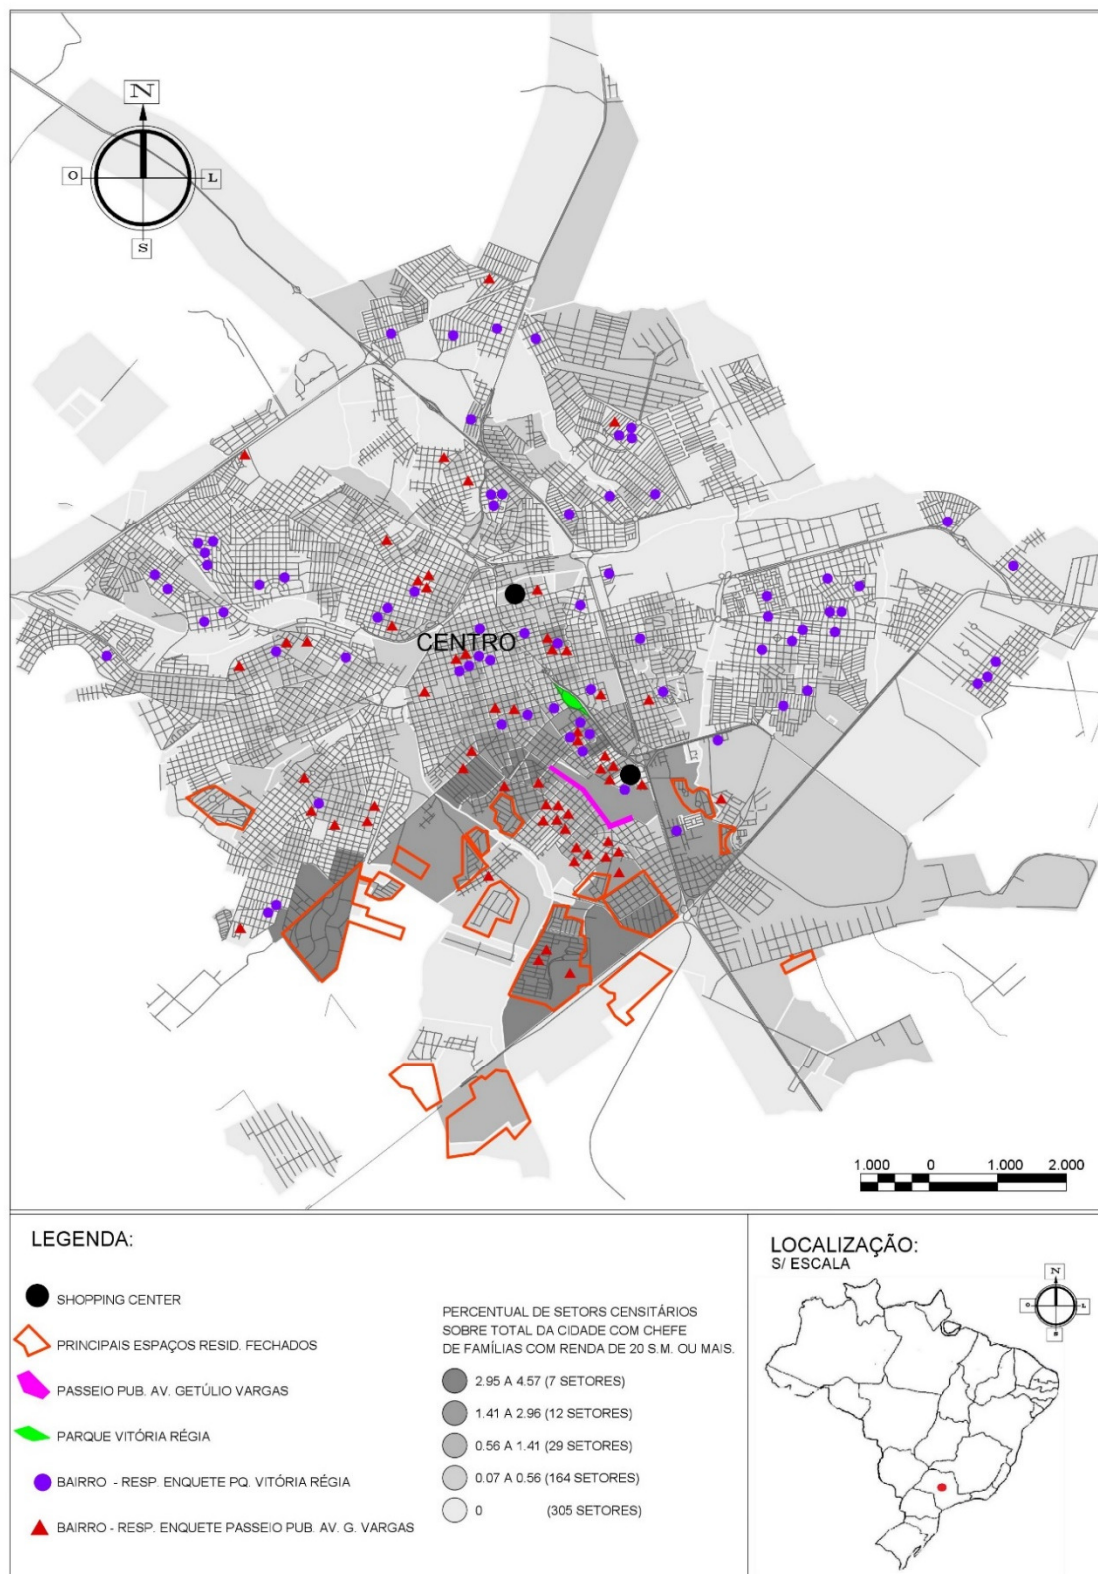 N
O
L
S
CENTRO
1.000 0 1.000 2.000
LEGENDA:
SHOPPING CENTER
PRINCIPAIS ESPAÇOS RESID. FECHADOS
PASSEIO PUB. AV. GETÚLIO VARGAS
PARQUE VITÓRIA RÉGIA
BAIRRO - RESP. ENQUETE PQ. VITÓRIA RÉGIA
BAIRRO - RESP. ENQUETE PASSEIO PUB. AV. G. VARGAS
PERCENTUAL DE SETORS CENSITÁRIOS
SOBRE TOTAL DA CIDADE COM CHEFE
DE FAMÍLIAS COM RENDA DE 20 S.M. OU MAIS.
2.95 A 4.57 (7 SETORES)
1.41 A 2.96 (12 SETORES)
0.56 A 1.41 (29 SETORES)
0.07 A 0.56 (164 SETORES)
0 (305 SETORES)
LOCALIZAÇÃO:
S/ ESCALA
N
O
L
S